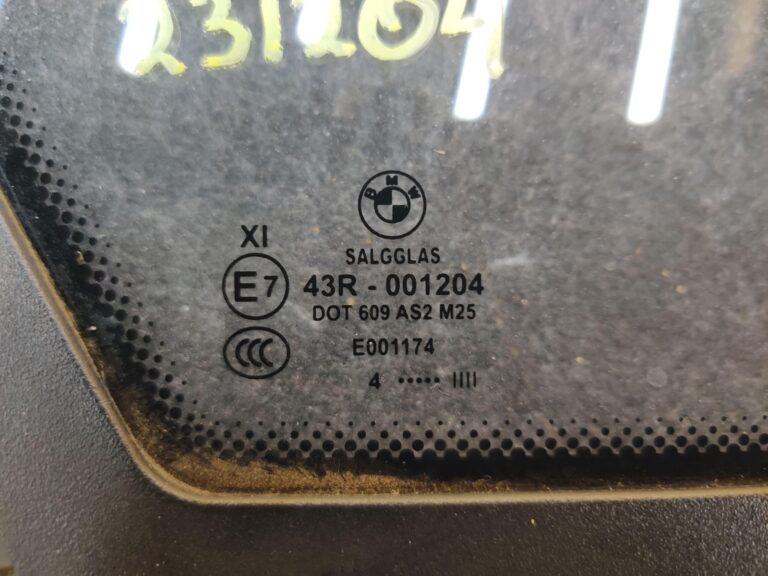 231204
BMW
XI
SALGGLAS
E7 43R - 001204
DOT 609 AS2 M25
CCC E001174
4 ..... IIII